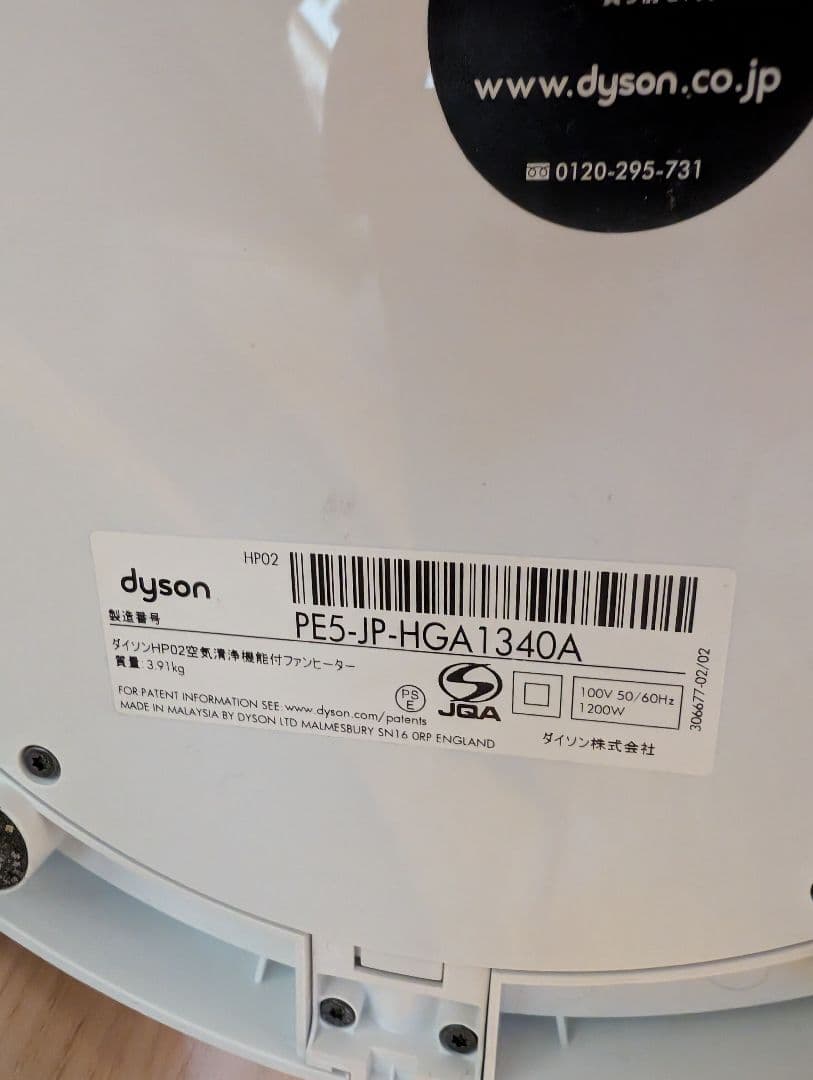 www.dyson.co.jp
0120-295-731
HP02
dyson
製造番号
PE5-JP-HGA1340A
ダイソンHP02空気清浄機能付ファンヒーター
質量:3.91kg
PS
E
JQA
100V 50/60Hz
1200W
FOR PATENT INFORMATION SEE: www.dyson.com/patents
MADE IN MALAYSIA BY DYSON LTD MALMESBURY SN16 0RP ENGLAND
ダイソン株式会社
306677-02/02